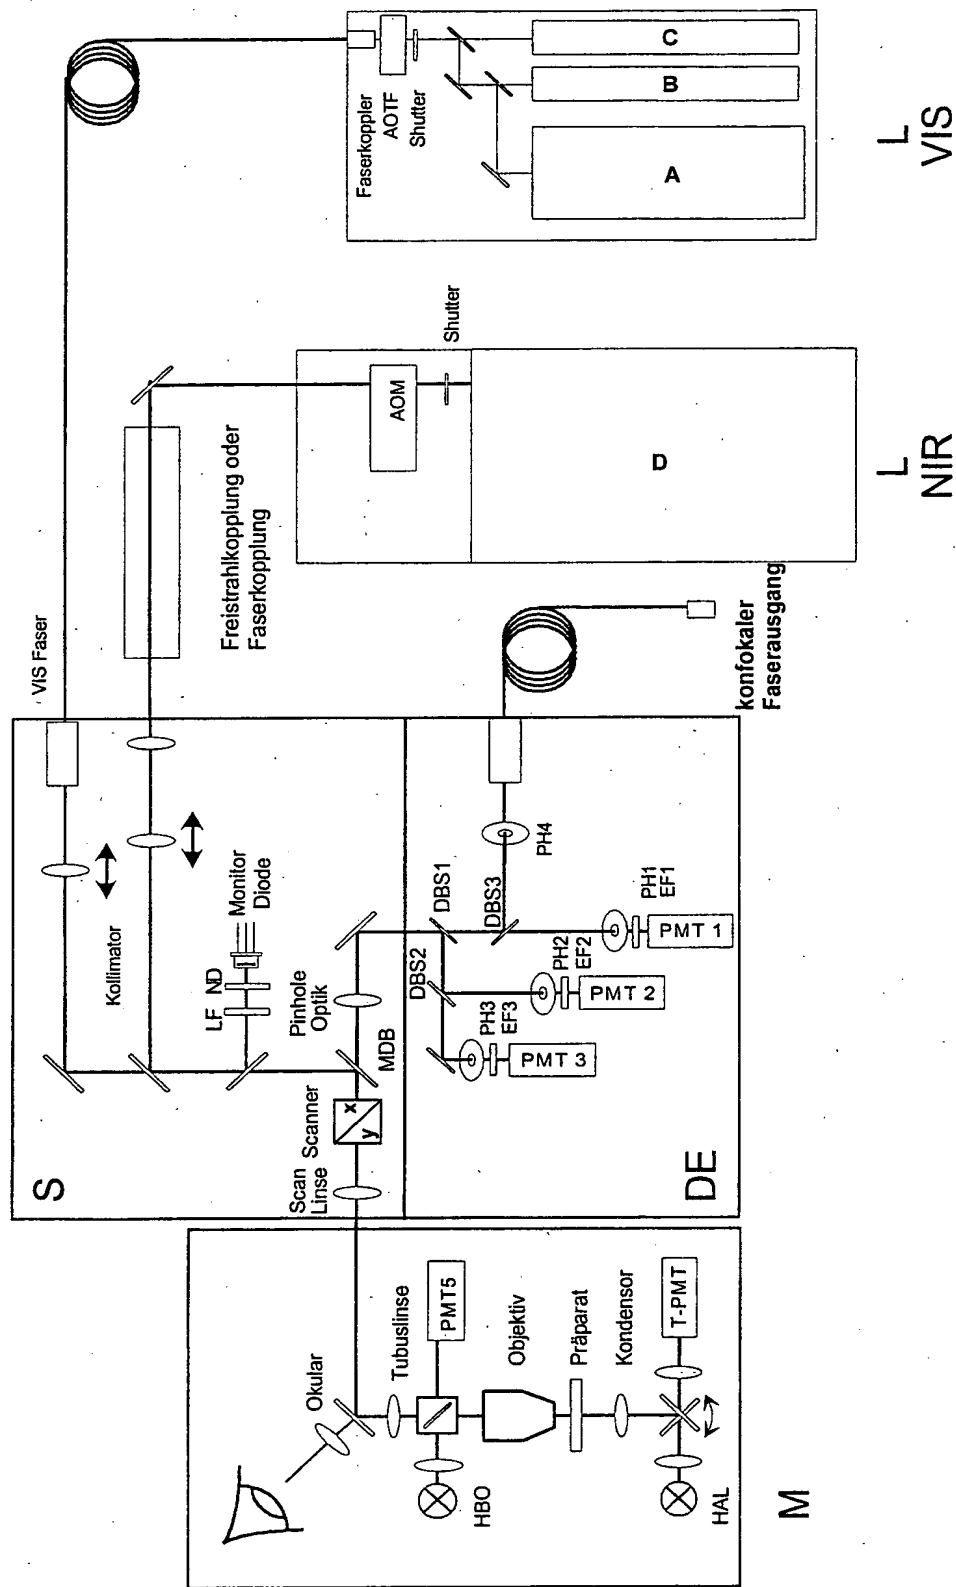 S
Kollimator
LF
ND
Monitor
Diode
Scan
Linse
Scanner
x
y
MDB
Pinhole
Optik
VIS Faser
Freistrahlkopplung oder
Faserkopplung
AOM
Shutter
D
L
NIR
Faserkoppler
AOTF
Shutter
A
B
C
L
VIS
DE
DBS1
DBS2
DBS3
PH4
PH1
EF1
PMT 1
PH2
EF2
PMT 2
PH3
EF3
PMT 3
konfokaler
Faserausgang
M
Okular
Tubuslinse
PMT5
HBO
Objektiv
Präparat
Kondensor
T-PMT
HAL